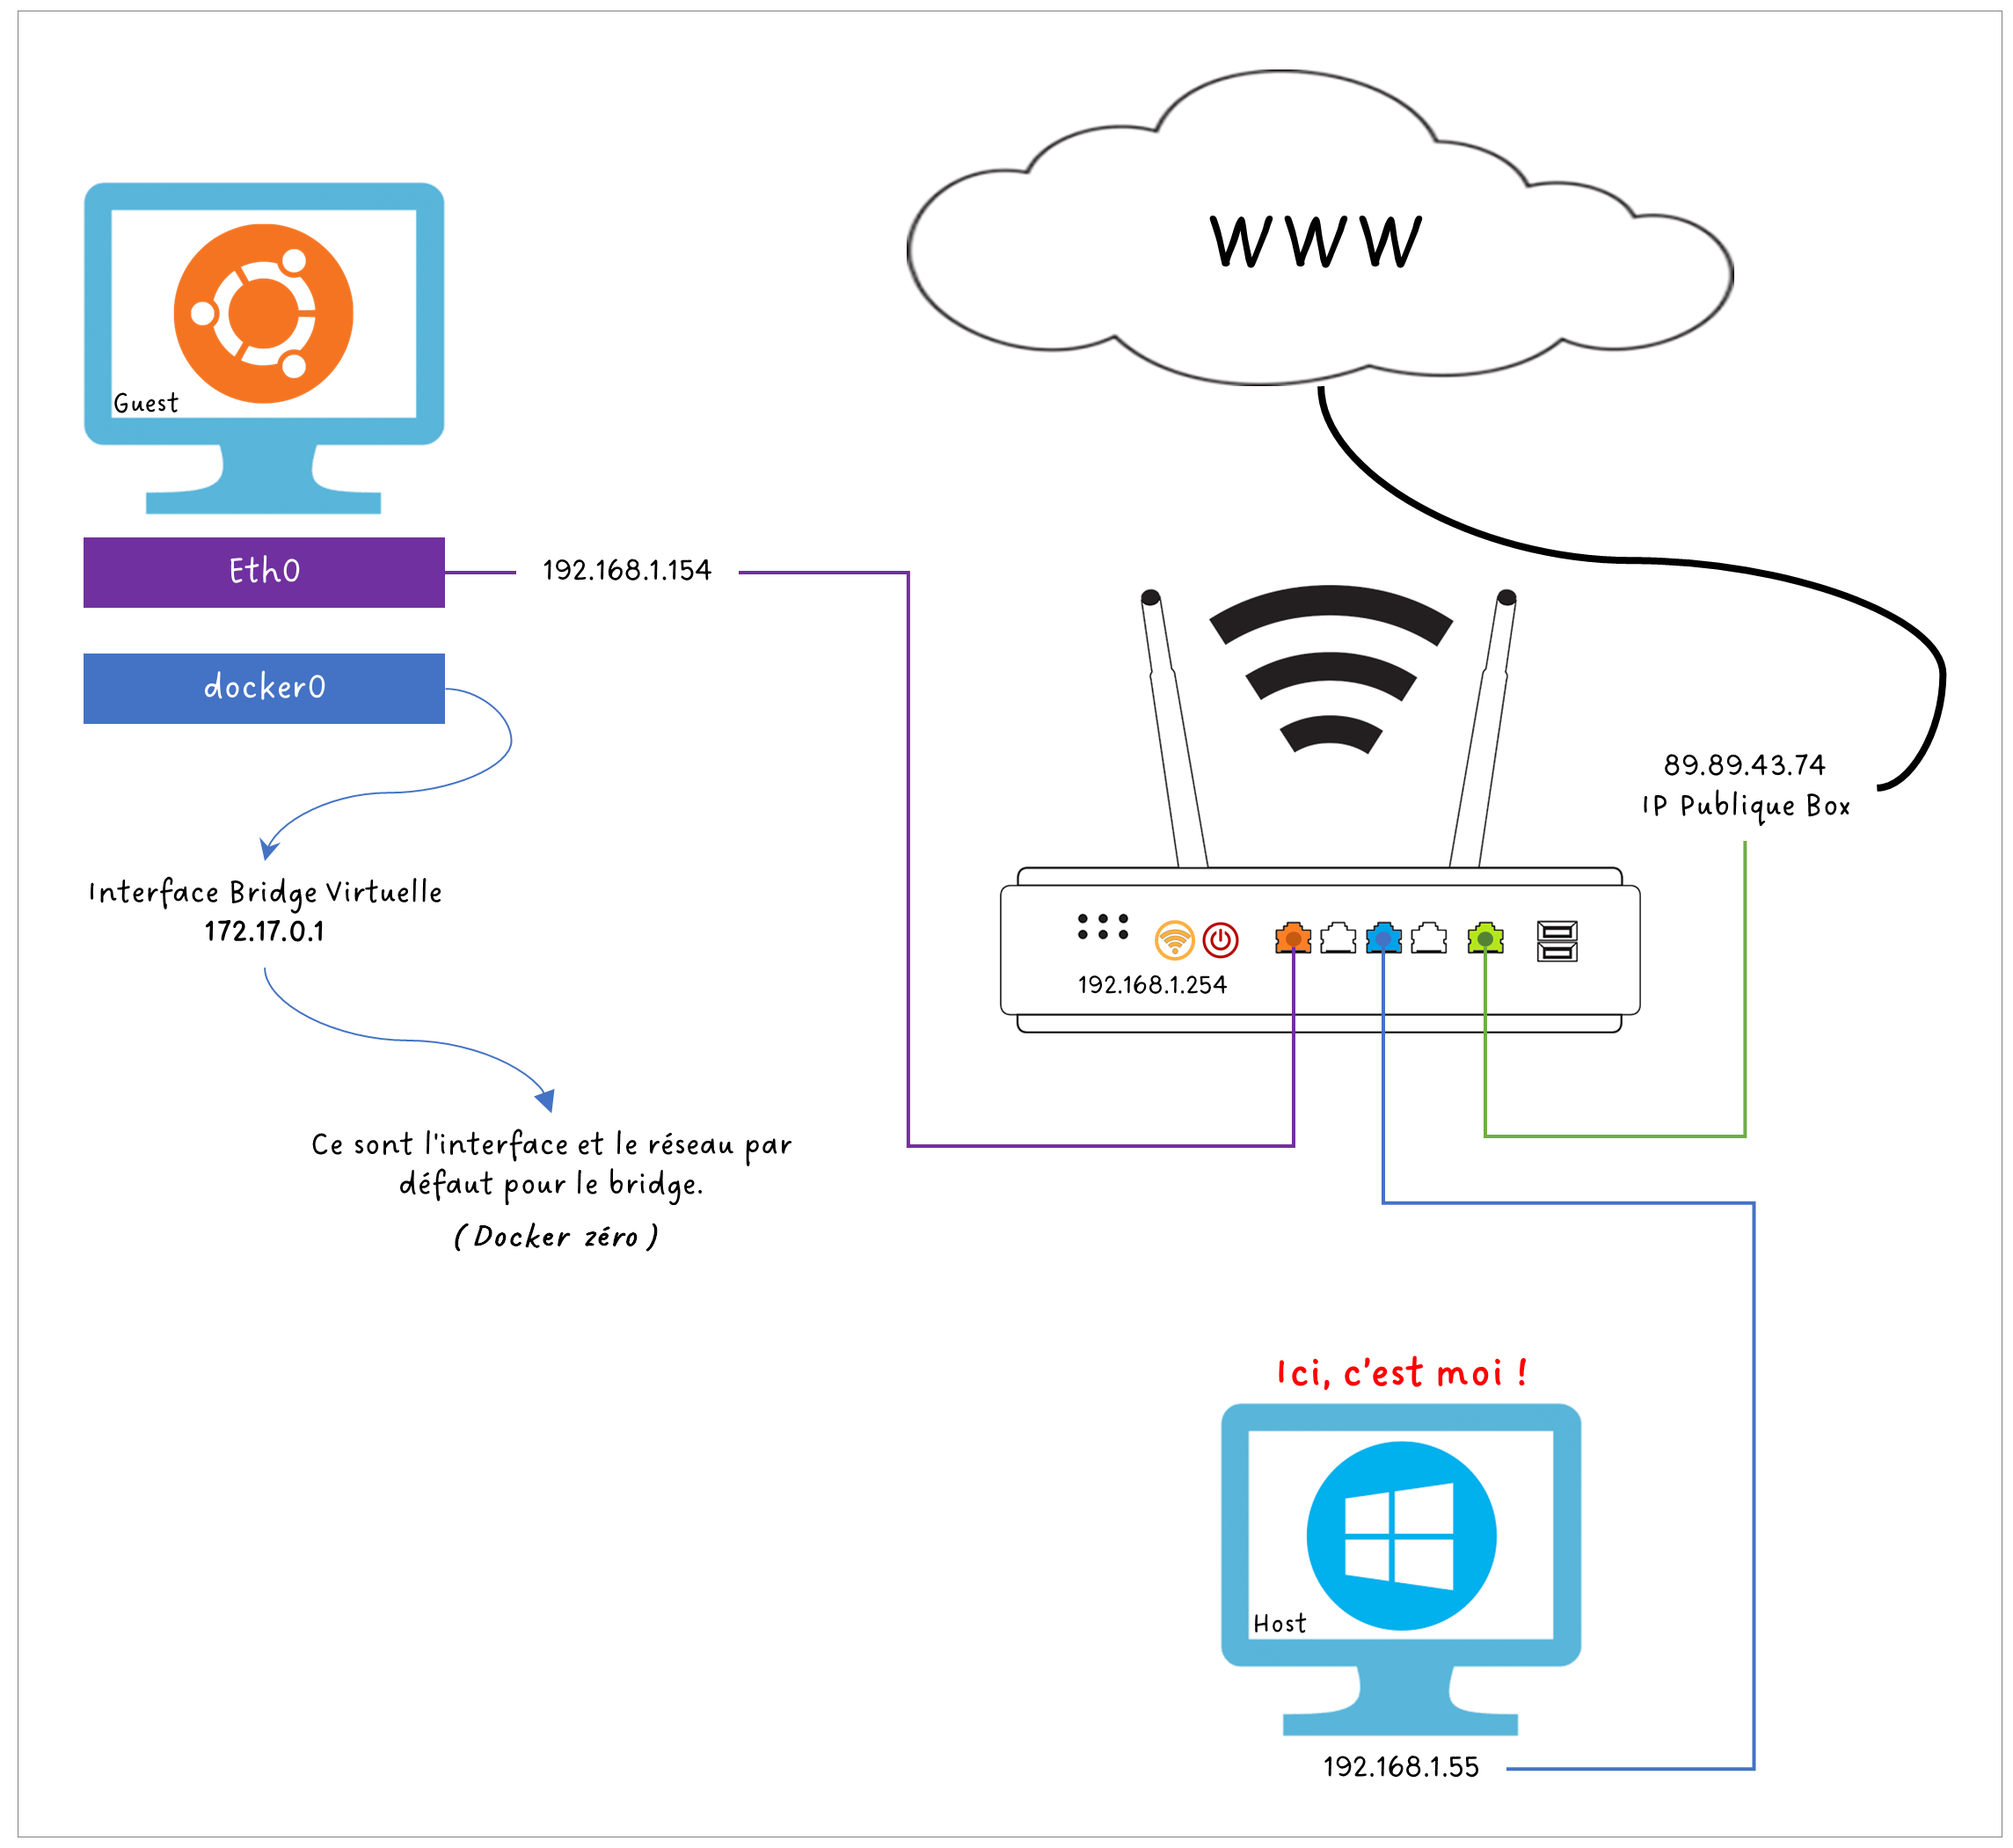 WWW
Guest
Eth0
192.168.1.154
docker0
89.89.43.74
IP Publique Box
Interface Bridge Virtuelle
172.17.0.1
192.168.1.254
Ce sont l'interface et le réseau par
défaut pour le bridge.
( Docker zéro )
Ici, c'est moi !
Host
192.168.1.55